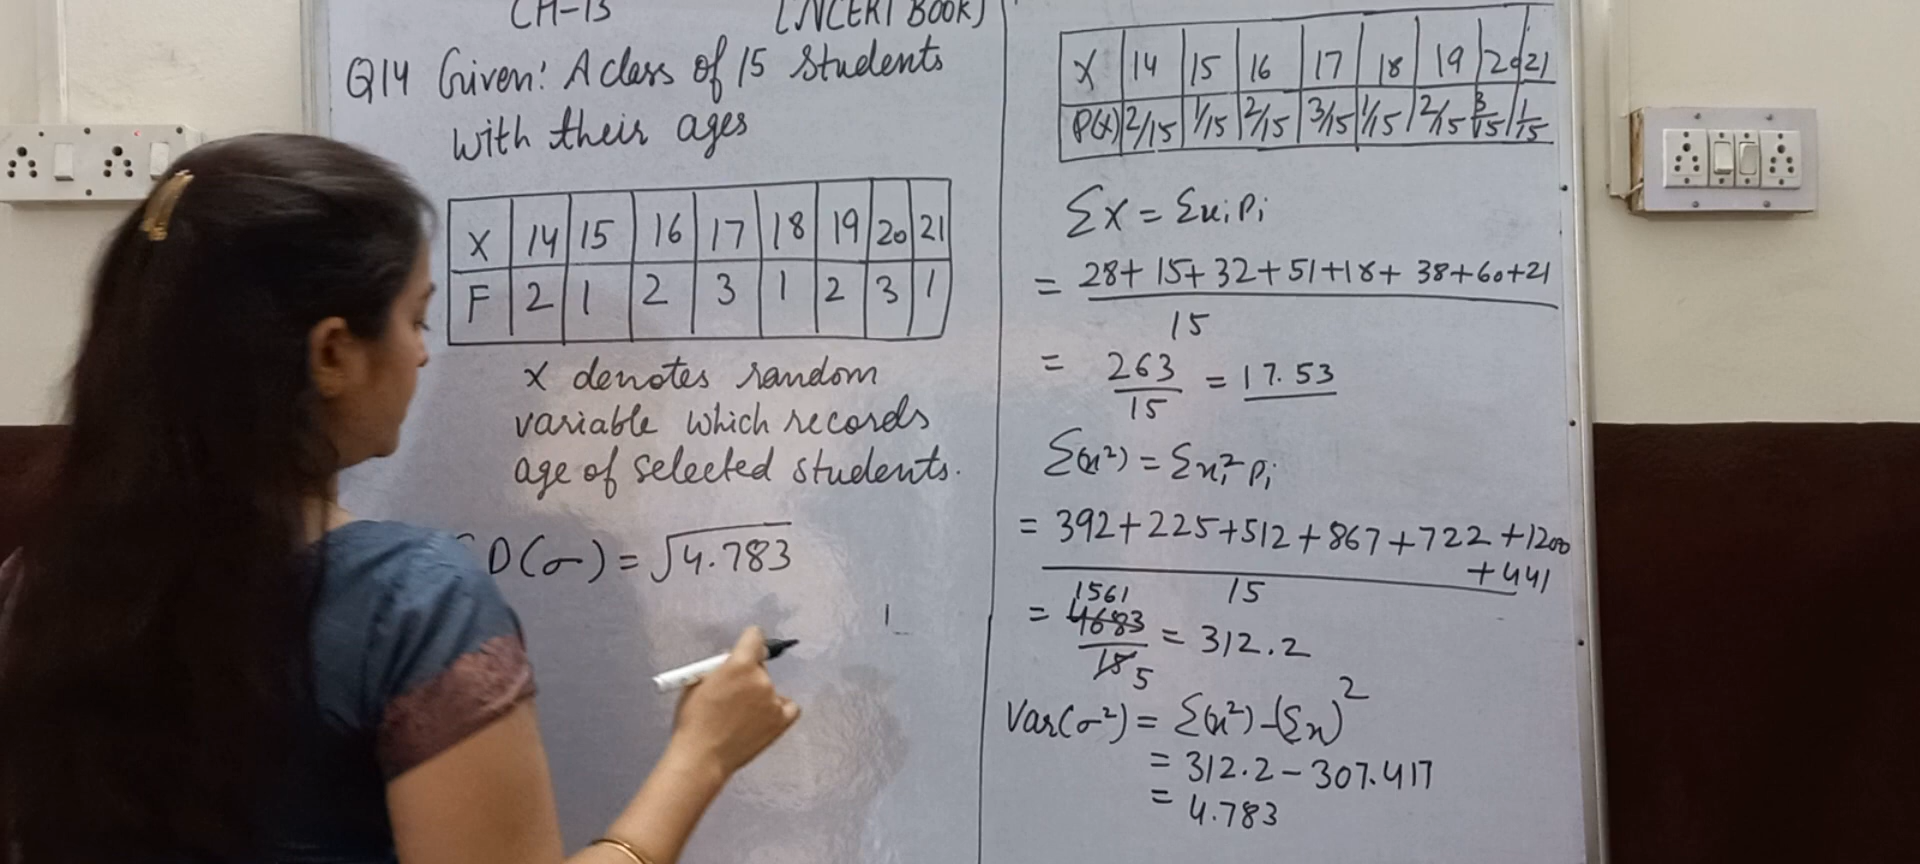 CH-13 [NCERT BOOK]
Q14 Given: A class of 15 Students
with their ages
X 14 15 16 17 18 19 20 21
F 2 1 2 3 1 2 3 1
X denotes random
variable which records
age of selected students.
D(σ) = √4.783
X 14 15 16 17 18 19 20 21
P(X) 2/15 1/15 2/15 3/15 1/15 2/15 3/15 1/15
Σx = Σxᵢ Pᵢ
= 28+15+32+51+18+38+60+21
15
= 263/15 = 17.53
Σ(x²) = Σxᵢ² Pᵢ
= 392+225+512+867+722+1200
+441
15
1561
= 4683/15 = 312.2
5
Var(σ²) = Σ(x²)-(Σx)²
= 312.2 - 307.417
= 4.783